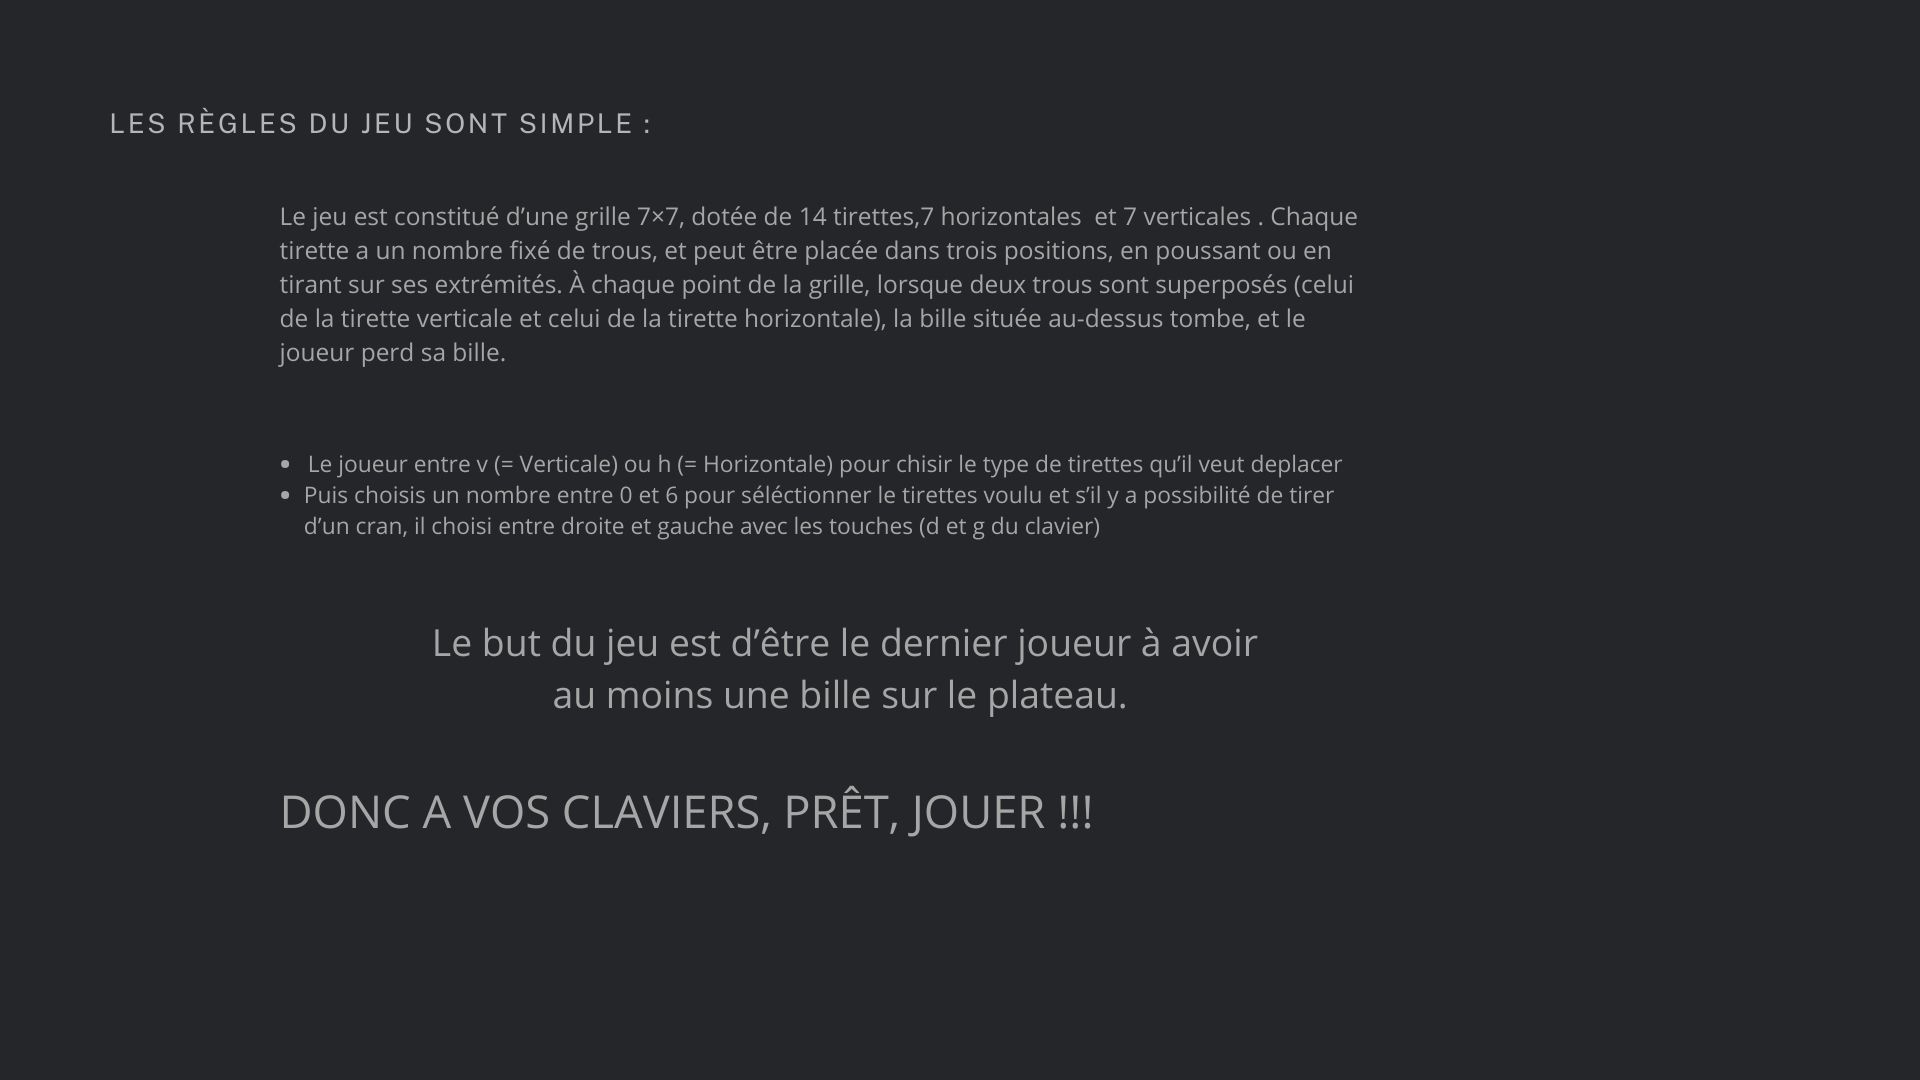 LES RÈGLES DU JEU SONT SIMPLE :
Le jeu est constitué d’une grille 7×7, dotée de 14 tirettes,7 horizontales  et 7 verticales . Chaque
tirette a un nombre fixé de trous, et peut être placée dans trois positions, en poussant ou en
tirant sur ses extrémités. À chaque point de la grille, lorsque deux trous sont superposés (celui
de la tirette verticale et celui de la tirette horizontale), la bille située au-dessus tombe, et le
joueur perd sa bille.
• Le joueur entre v (= Verticale) ou h (= Horizontale) pour chisir le type de tirettes qu’il veut deplacer
• Puis choisis un nombre entre 0 et 6 pour séléctionner le tirettes voulu et s’il y a possibilité de tirer
d’un cran, il choisi entre droite et gauche avec les touches (d et g du clavier)
Le but du jeu est d’être le dernier joueur à avoir
au moins une bille sur le plateau.
DONC A VOS CLAVIERS, PRÊT, JOUER !!!